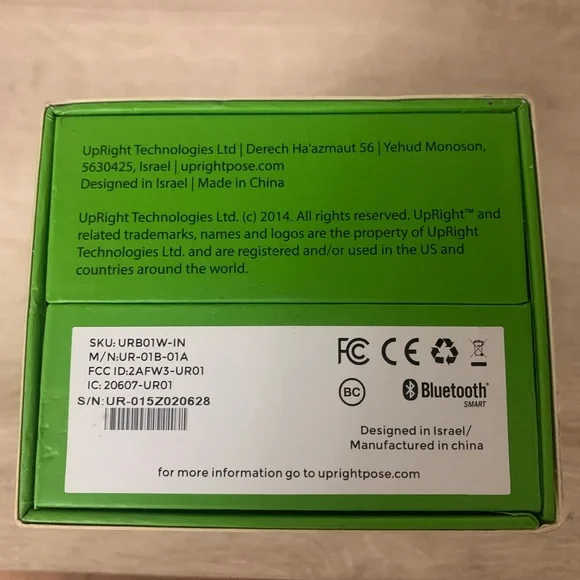 UpRight Technologies Ltd | Derech Ha'azmaut 56 | Yehud Monoson,
5630425, Israel | uprightpose.com
Designed in Israel | Made in China
UpRight Technologies Ltd. (c) 2014. All rights reserved. UpRight™ and
related trademarks, names and logos are the property of UpRight
Technologies Ltd. and are registered and/or used in the US and
countries around the world.
SKU: URB01W-IN
M/N:UR-01B-01A
FCC ID:2AFW3-UR01
IC: 20607-UR01
S/N:UR-015Z020628
FC CE
BC Bluetooth®
SMART
Designed in Israel/
Manufactured in china
for more information go to uprightpose.com